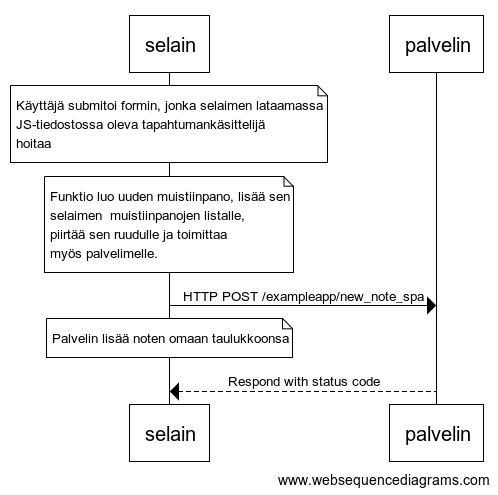 selain palvelin
Käyttäjä submitoi formin, jonka selaimen lataamassa
JS-tiedostossa oleva tapahtumankäsittelijä
hoitaa
Funktio luo uuden muistiinpano, lisää sen
selaimen muistiinpanojen listalle,
piirtää sen ruudulle ja toimittaa
myös palvelimelle.
HTTP POST /exampleapp/new_note_spa
Palvelin lisää noten omaan taulukkoonsa
Respond with status code
selain palvelin
www.websequencediagrams.com